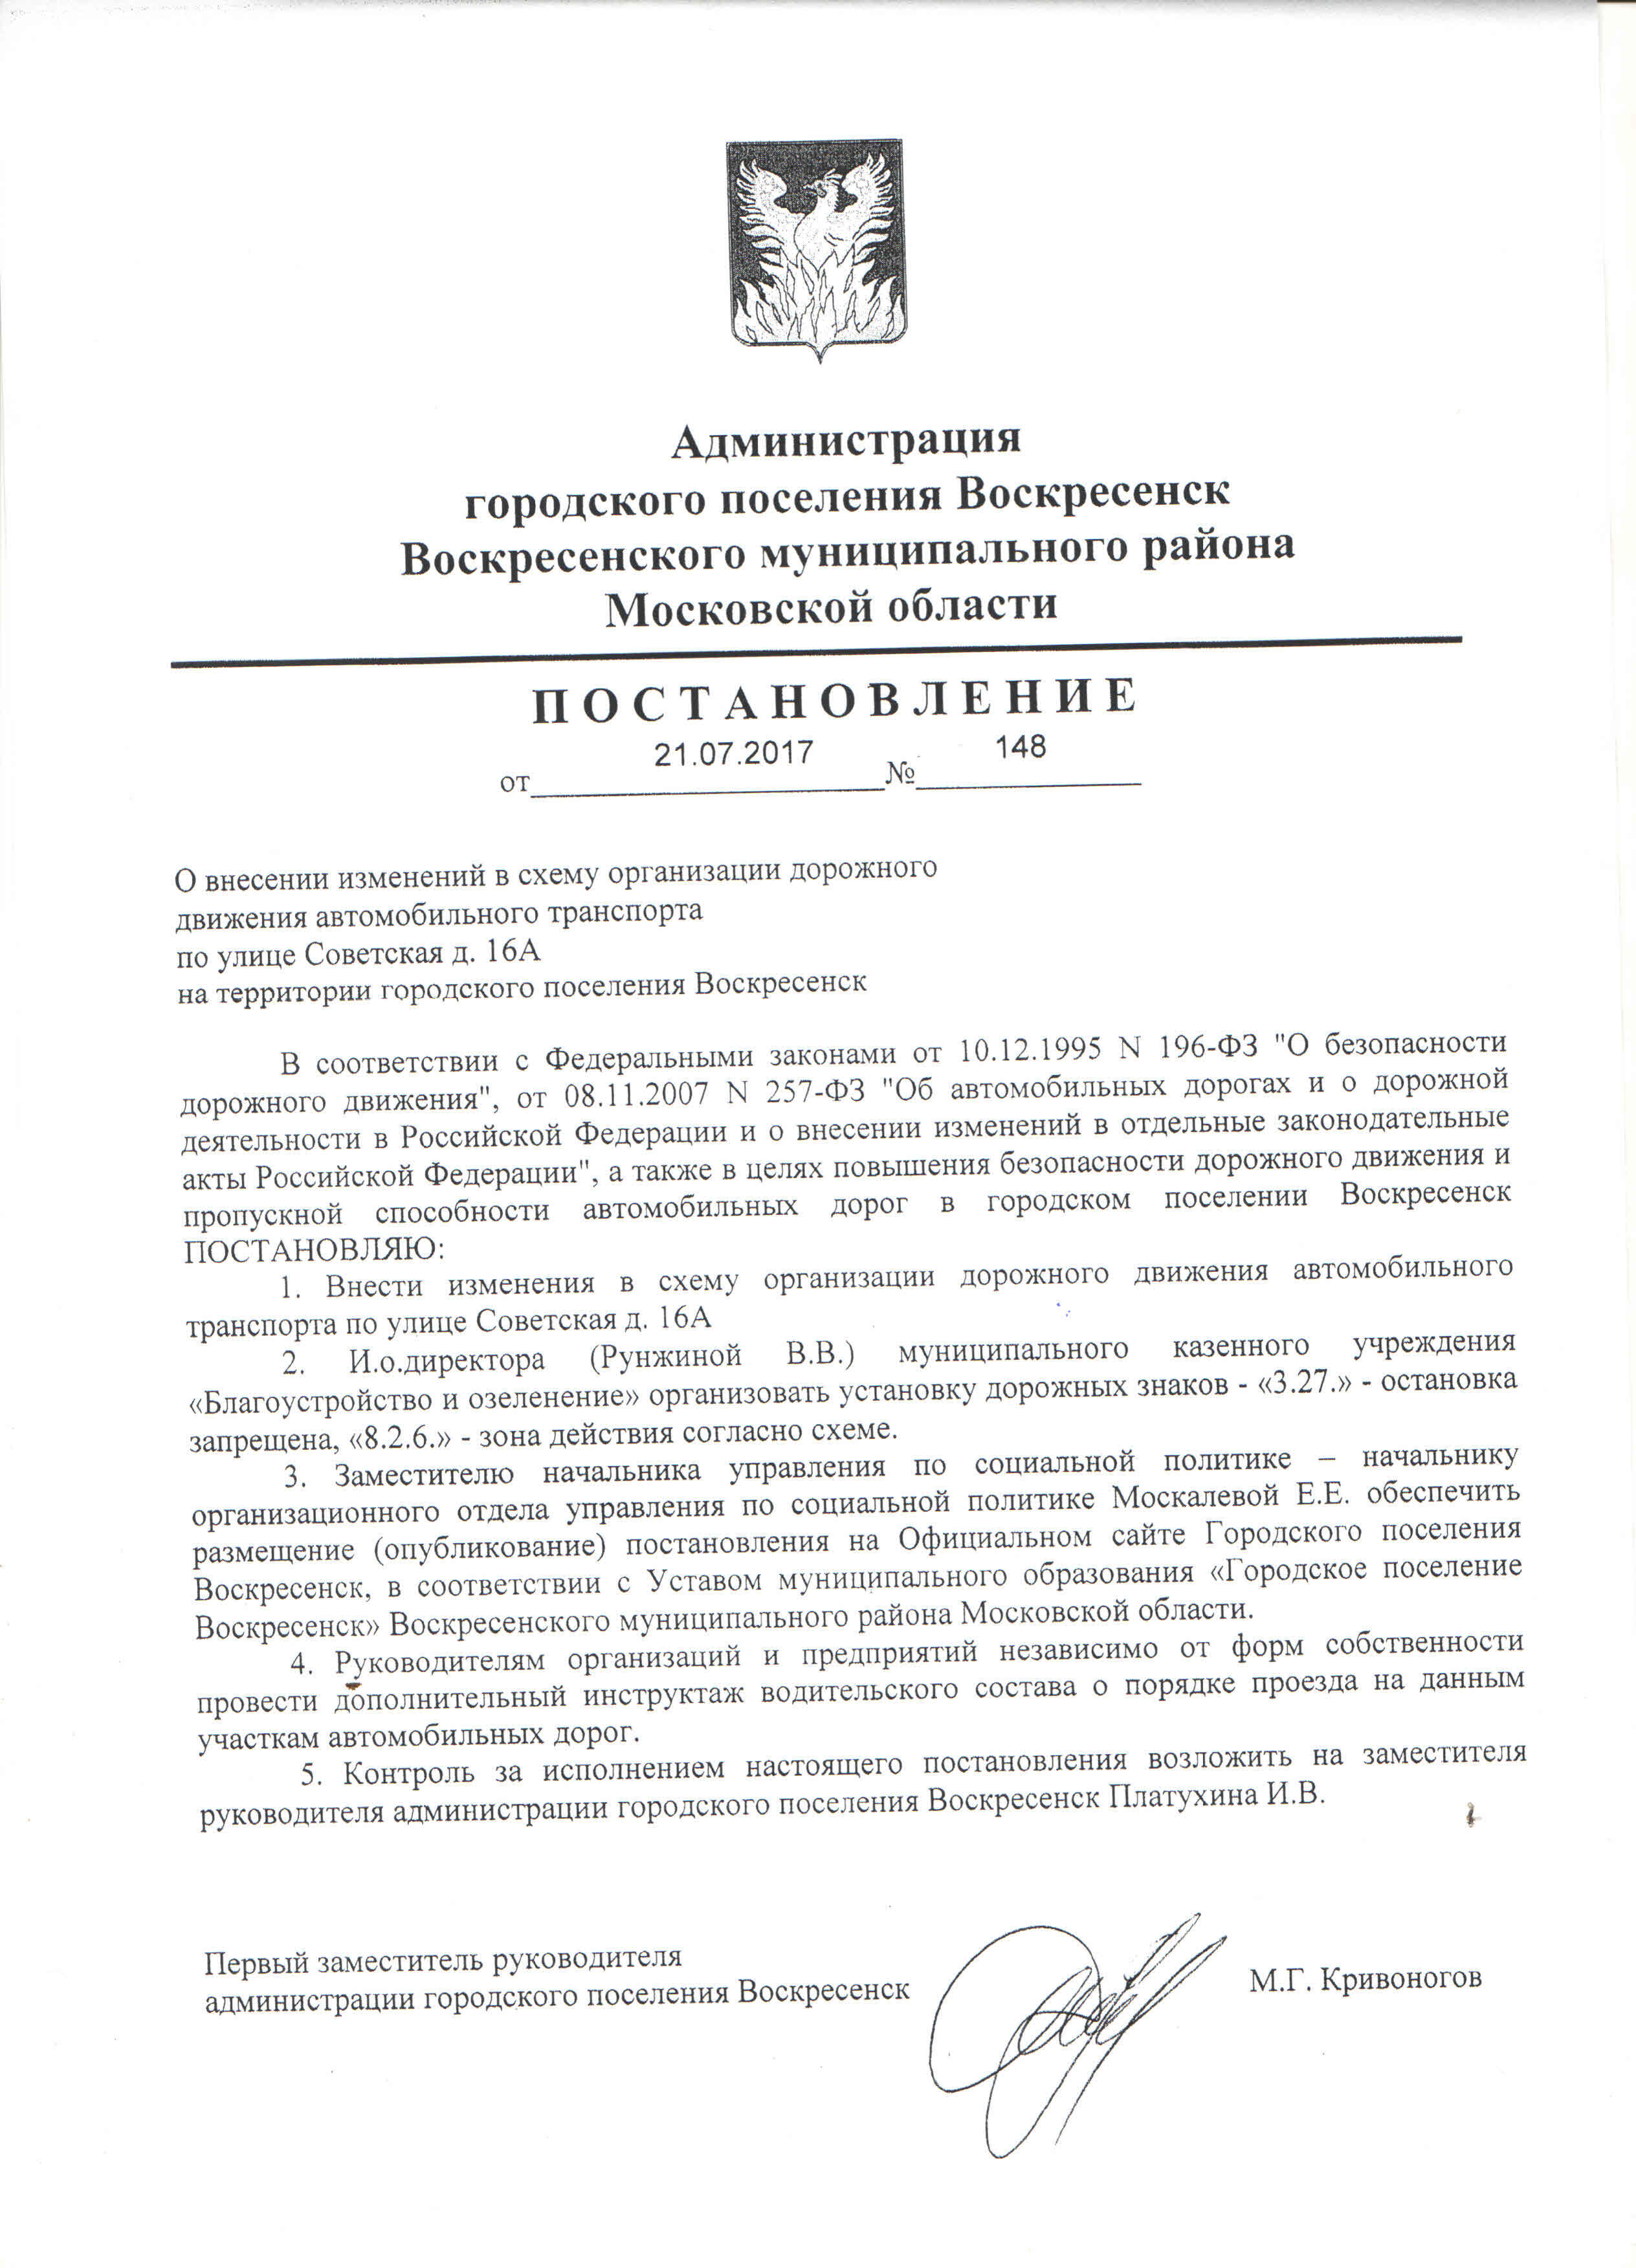 Администрация
городского поселения Воскресенск
Воскресенского муниципального района
Московской области
ПОСТАНОВЛЕНИЕ
от 21.07.2017 № 148
О внесении изменений в схему организации дорожного
движения автомобильного транспорта
по улице Советская д. 16А
на территории городского поселения Воскресенск
В соответствии с Федеральными законами от 10.12.1995 N 196-ФЗ "О безопасности
дорожного движения", от 08.11.2007 N 257-ФЗ "Об автомобильных дорогах и о дорожной
деятельности в Российской Федерации и о внесении изменений в отдельные законодательные
акты Российской Федерации", а также в целях повышения безопасности дорожного движения и
пропускной способности автомобильных дорог в городском поселении Воскресенск
ПОСТАНОВЛЯЮ:
1. Внести изменения в схему организации дорожного движения автомобильного
транспорта по улице Советская д. 16А
2. И.о.директора (Рунжиной В.В.) муниципального казенного учреждения
«Благоустройство и озеленение» организовать установку дорожных знаков - «3.27.» - остановка
запрещена, «8.2.6.» - зона действия согласно схеме.
3. Заместителю начальника управления по социальной политике – начальнику
организационного отдела управления по социальной политике Москалевой Е.Е. обеспечить
размещение (опубликование) постановления на Официальном сайте Городского поселения
Воскресенск, в соответствии с Уставом муниципального образования «Городское поселение
Воскресенск» Воскресенского муниципального района Московской области.
4. Руководителям организаций и предприятий независимо от форм собственности
провести дополнительный инструктаж водительского состава о порядке проезда на данным
участкам автомобильных дорог.
5. Контроль за исполнением настоящего постановления возложить на заместителя
руководителя администрации городского поселения Воскресенск Платухина И.В.
Первый заместитель руководителя
администрации городского поселения Воскресенск М.Г. Кривоногов